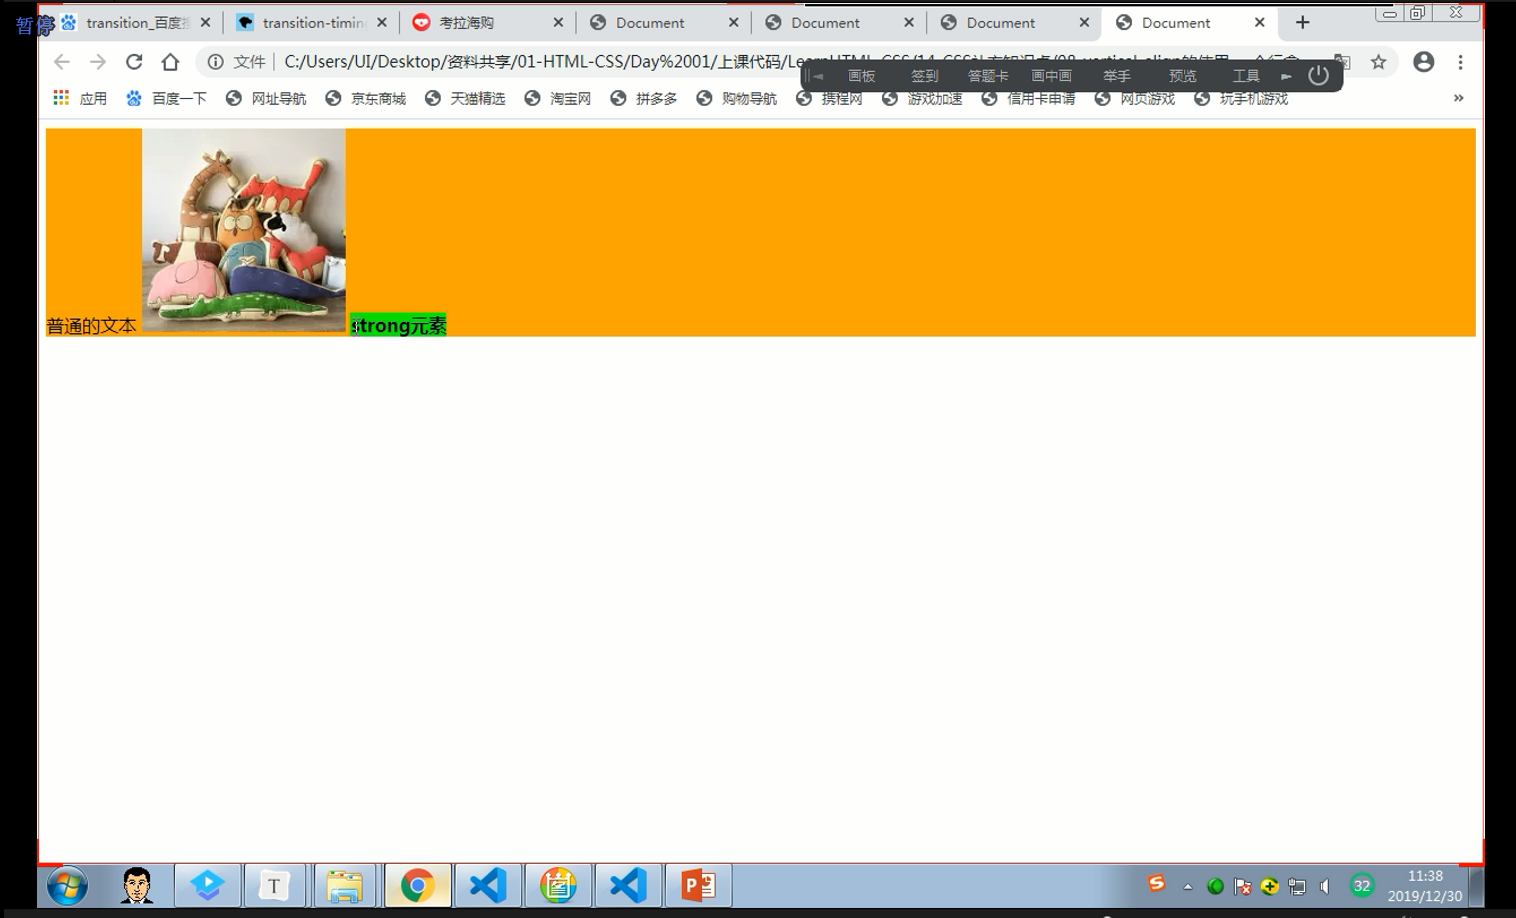 暂停
transition_百度搜
transition-timing
考拉海购
Document
Document
Document
Document
文件
C:/Users/UI/Desktop/资料共享/01-HTML-CSS/Day%2001/上课代码/LearnHTML_CSS/14-CSS
画板 签到 答题卡 画中画 举手 预览 工具
应用 百度一下 网址导航 京东商城 天猫精选 淘宝网 拼多多 购物导航 携程网 游戏加速 信用卡申请 网页游戏 玩手机游戏 »
普通的文本 strong元素
T
32
11:38
2019/12/30